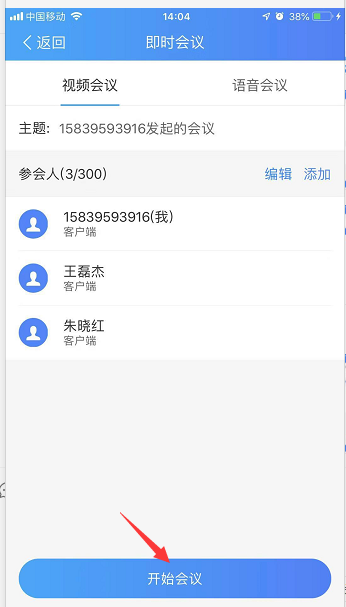 中国移动 14:04 38%
返回 即时会议
视频会议 语音会议
主题: 15839593916发起的会议
参会人(3/300) 编辑 添加
15839593916(我)
客户端
王磊杰
客户端
朱晓红
客户端
开始会议